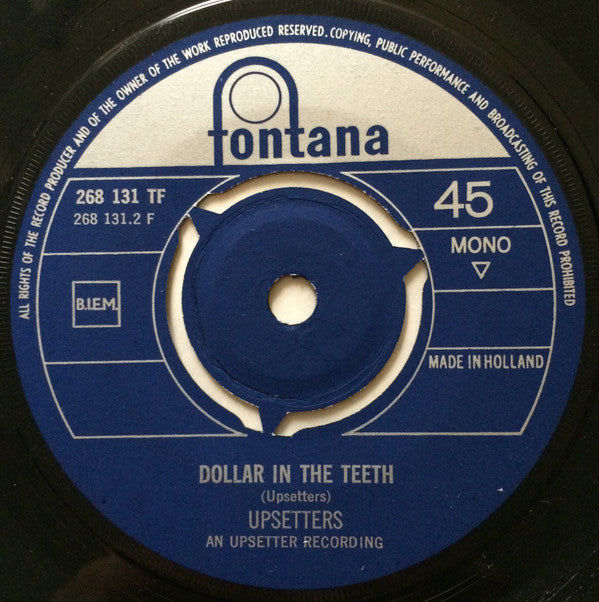 ALL RIGHTS OF THE RECORD PRODUCER AND OF THE OWNER OF THE WORK REPRODUCED RESERVED. COPYING, PUBLIC PERFORMANCE AND BROADCASTING OF THIS RECORD PROHIBITED
fontana
268 131 TF
268 131.2 F
45
MONO
B.I.E.M.
MADE IN HOLLAND
DOLLAR IN THE TEETH
(Upsetters)
UPSETTERS
AN UPSETTER RECORDING